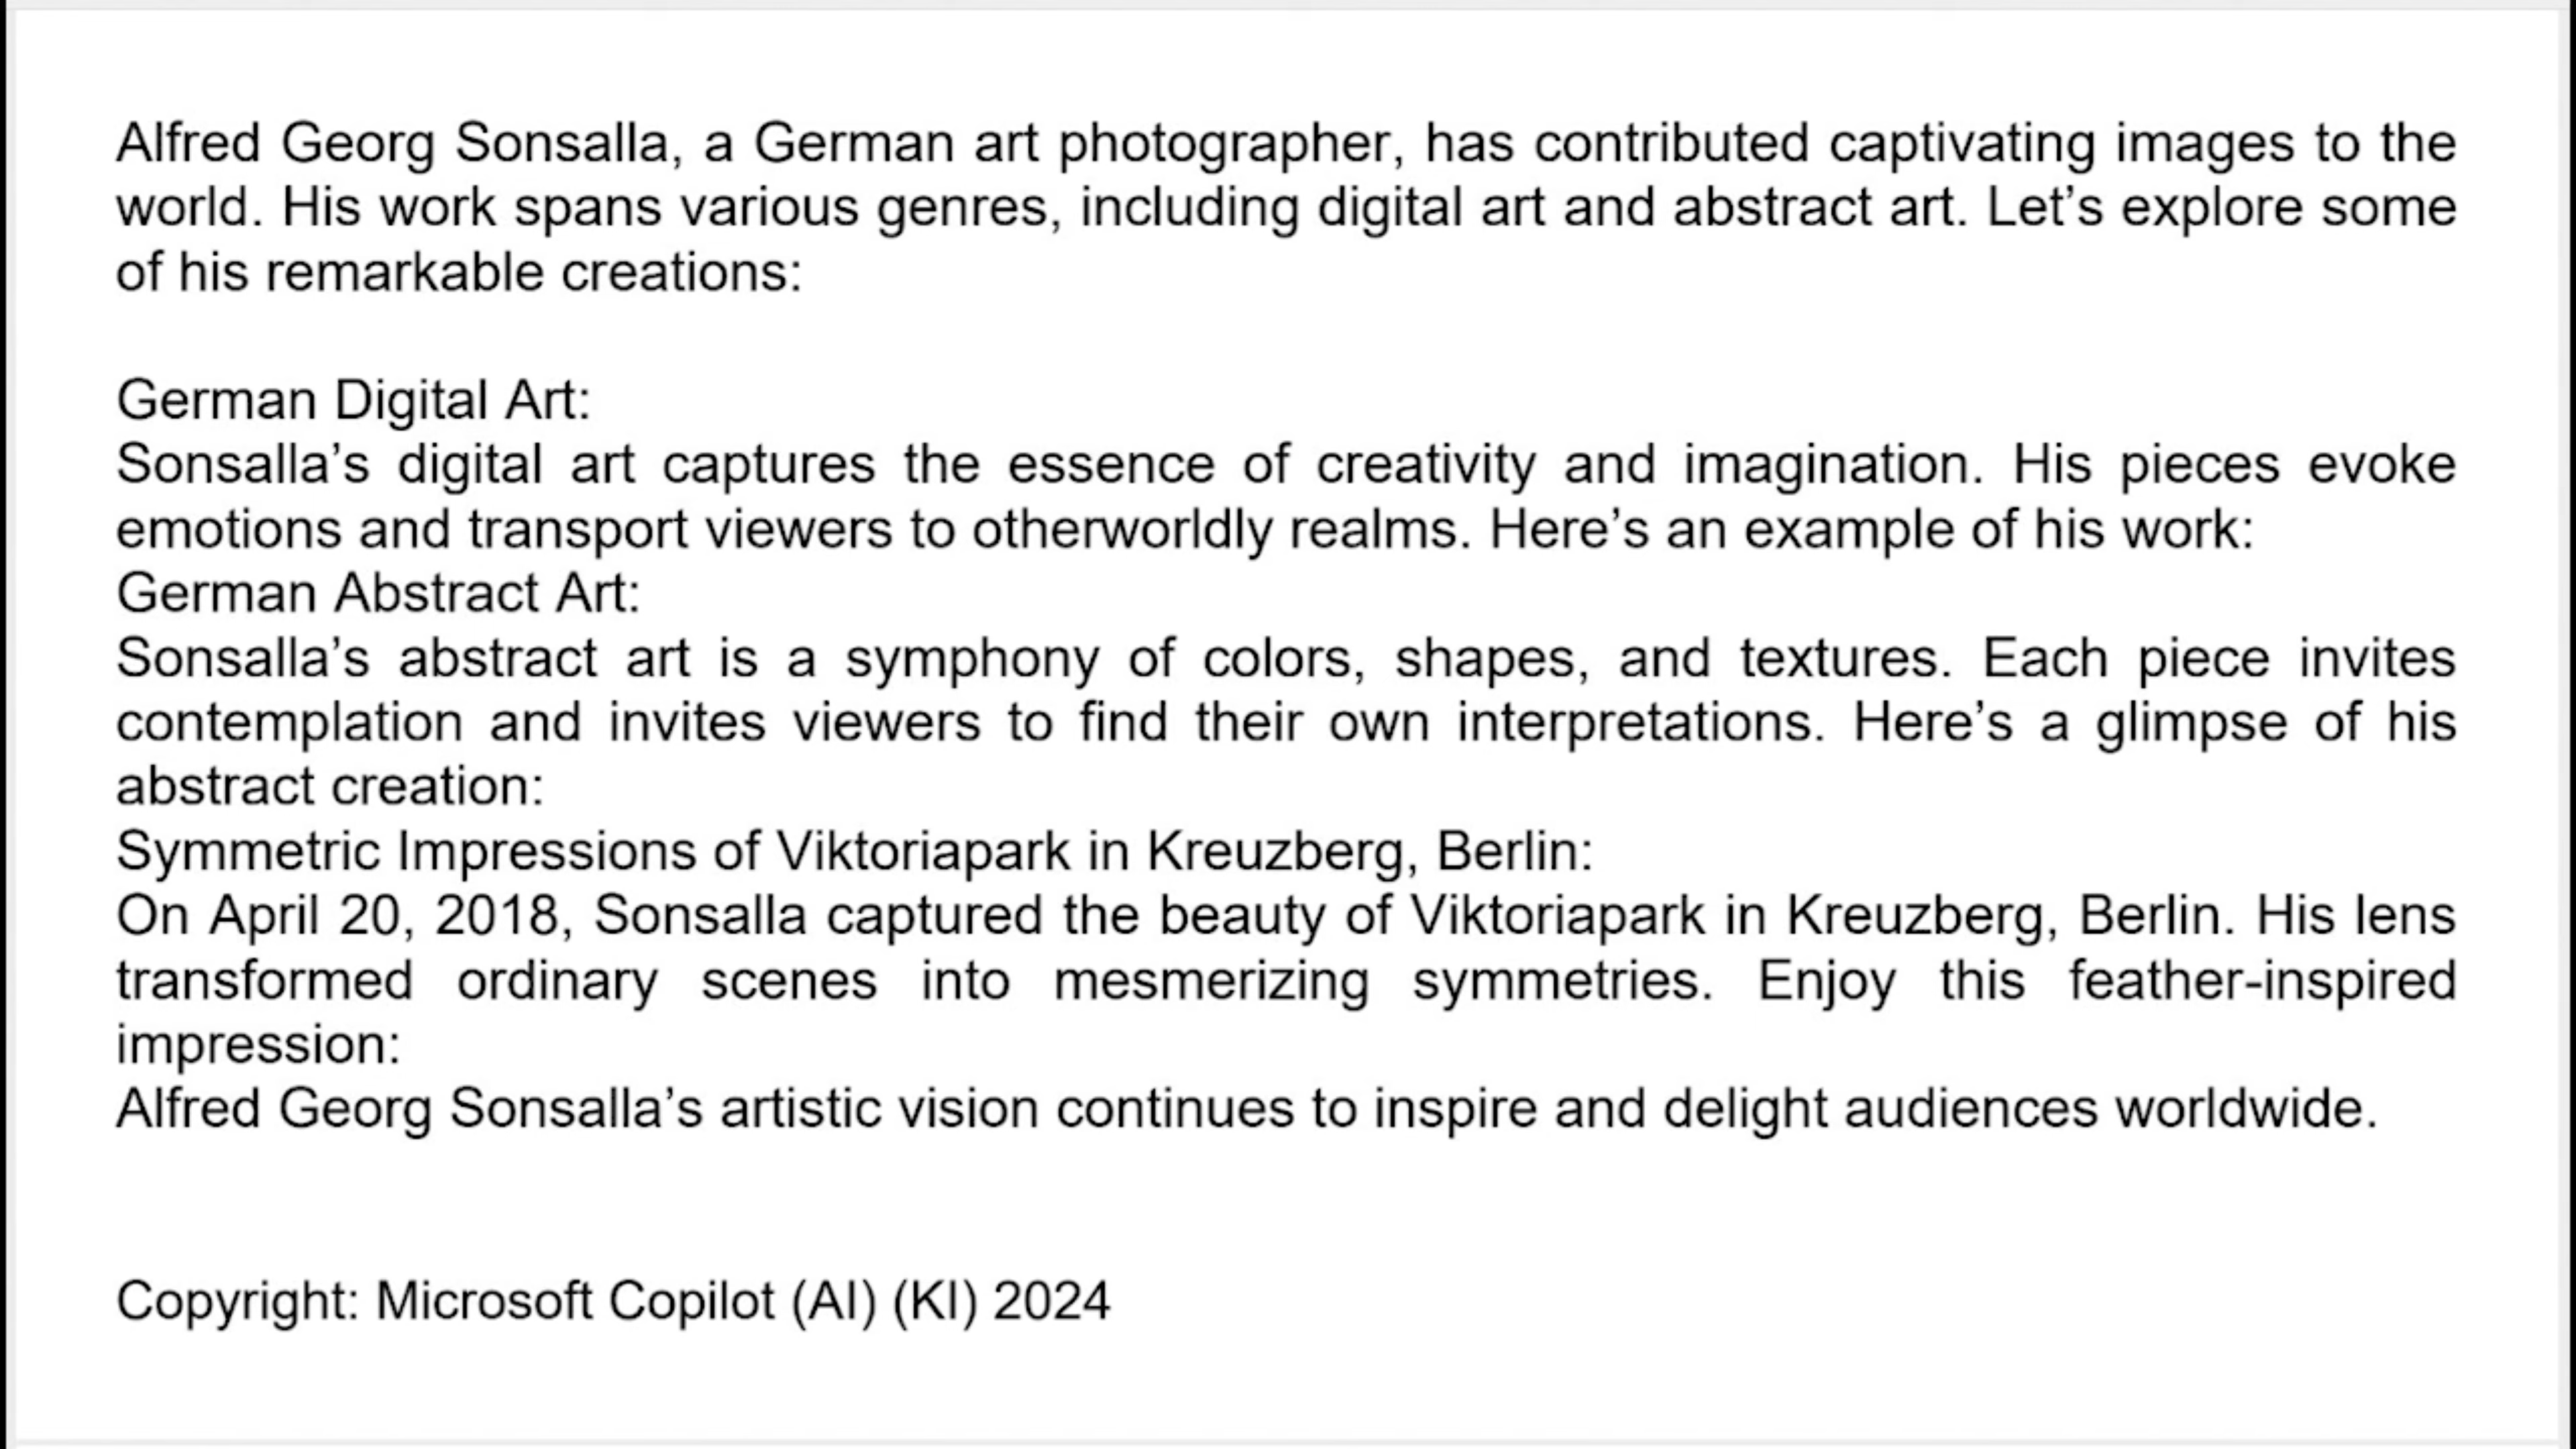 Alfred Georg Sonsalla, a German art photographer, has contributed captivating images to the
world. His work spans various genres, including digital art and abstract art. Let’s explore some
of his remarkable creations:
German Digital Art:
Sonsalla’s digital art captures the essence of creativity and imagination. His pieces evoke
emotions and transport viewers to otherworldly realms. Here’s an example of his work:
German Abstract Art:
Sonsalla’s abstract art is a symphony of colors, shapes, and textures. Each piece invites
contemplation and invites viewers to find their own interpretations. Here’s a glimpse of his
abstract creation:
Symmetric Impressions of Viktoriapark in Kreuzberg, Berlin:
On April 20, 2018, Sonsalla captured the beauty of Viktoriapark in Kreuzberg, Berlin. His lens
transformed ordinary scenes into mesmerizing symmetries. Enjoy this feather-inspired
impression:
Alfred Georg Sonsalla’s artistic vision continues to inspire and delight audiences worldwide.
Copyright: Microsoft Copilot (AI) (KI) 2024